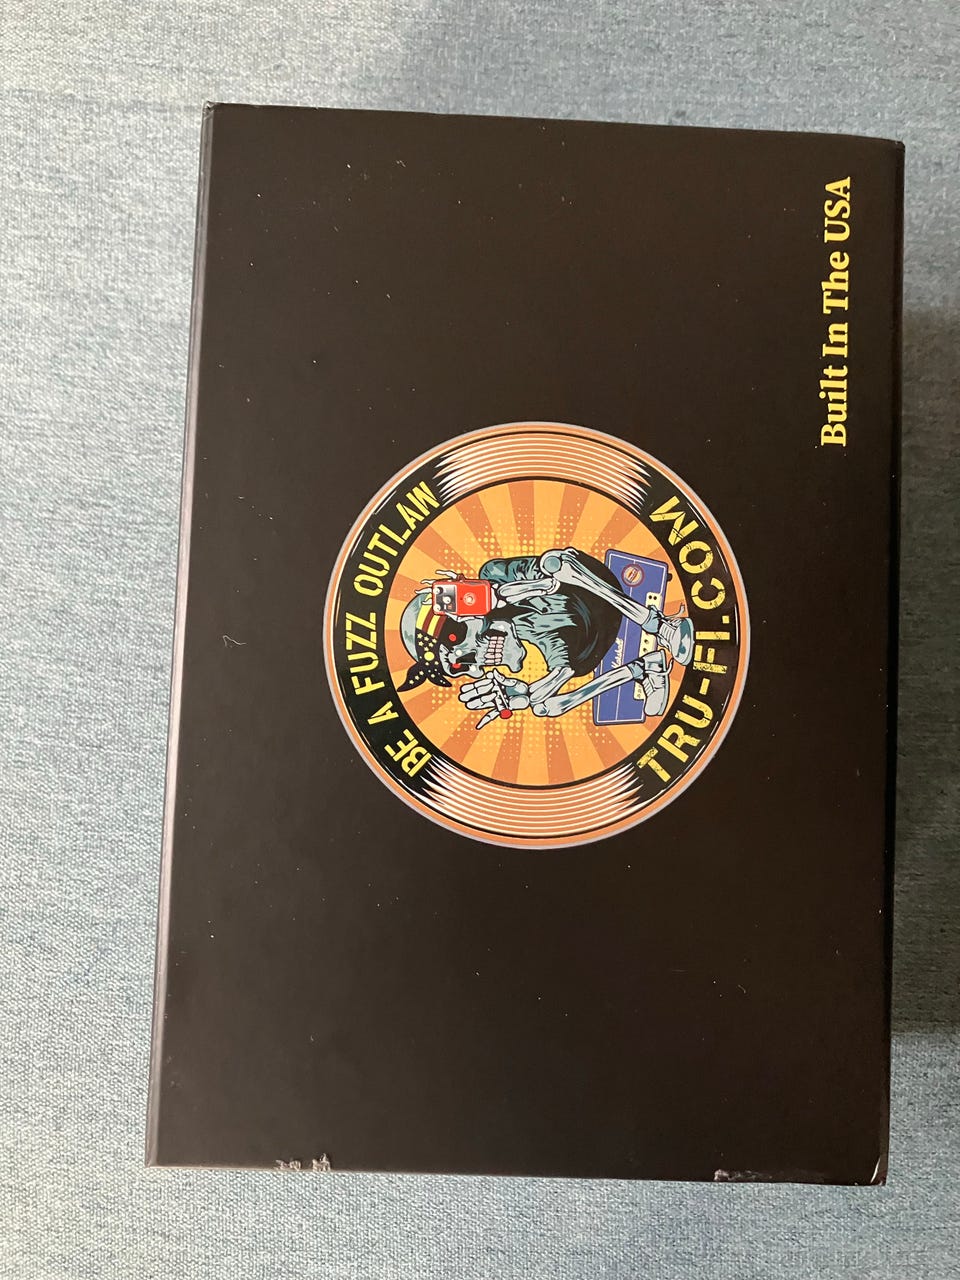 BE A FUZZ OUTLAW
TRU-FI.COM
Built In The USA